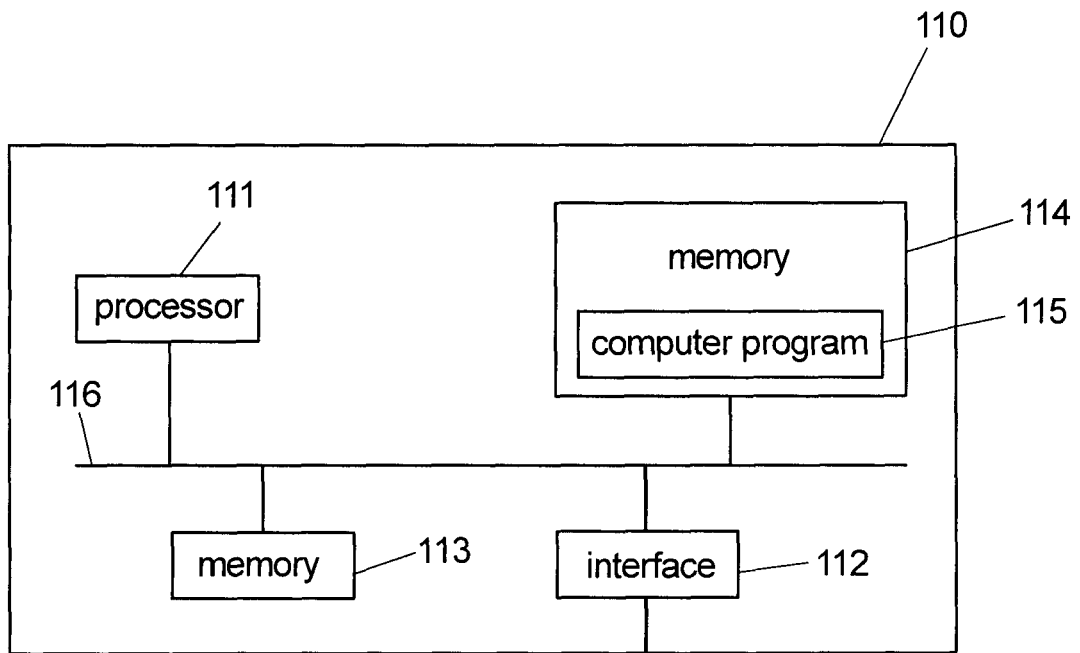 110
111
114
memory
processor
115
computer program
116
memory
113
interface
112